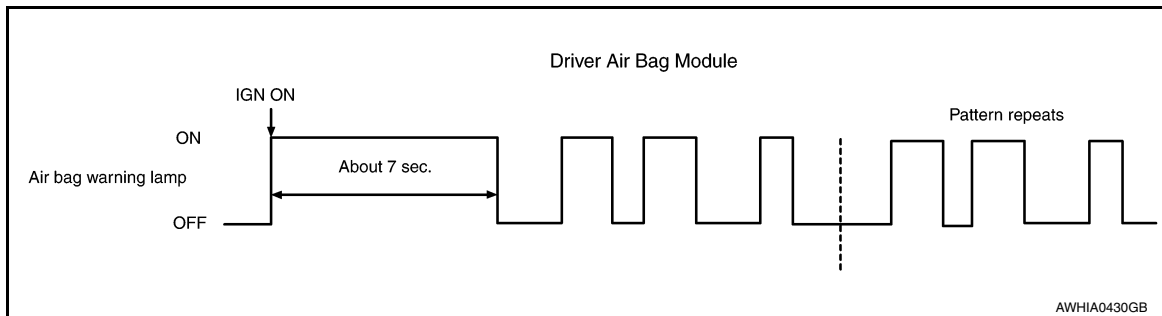 Driver Air Bag Module
IGN ON
Pattern repeats
ON
About 7 sec.
Air bag warning lamp
OFF
AWHIA0430GB